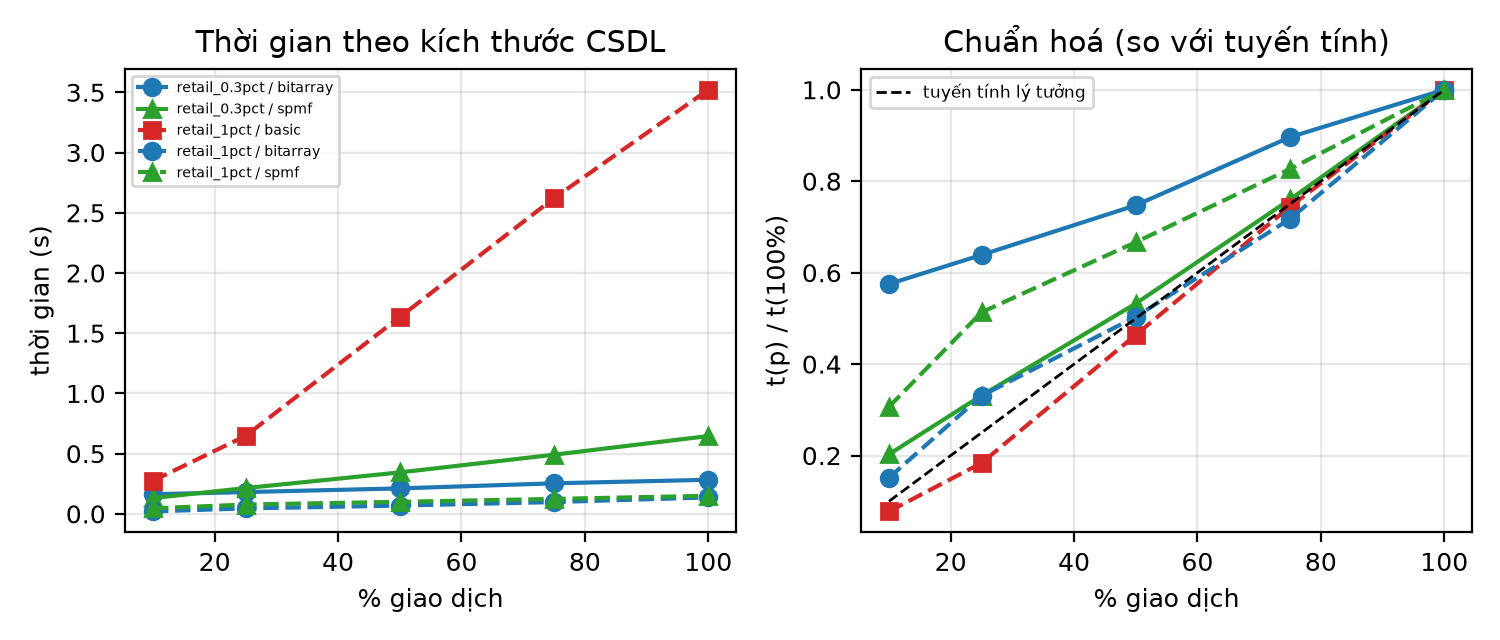 Thời gian theo kích thước CSDL
retail_0.3pct / bitarray
retail_0.3pct / spmf
retail_1pct / basic
retail_1pct / bitarray
retail_1pct / spmf
3.5
3.0
2.5
2.0
1.5
1.0
0.5
0.0
thời gian (s)
20
40
60
80
100
% giao dịch
Chuẩn hoá (so với tuyến tính)
tuyến tính lý tưởng
1.0
0.8
0.6
0.4
0.2
t(p) / t(100%)
20
40
60
80
100
% giao dịch